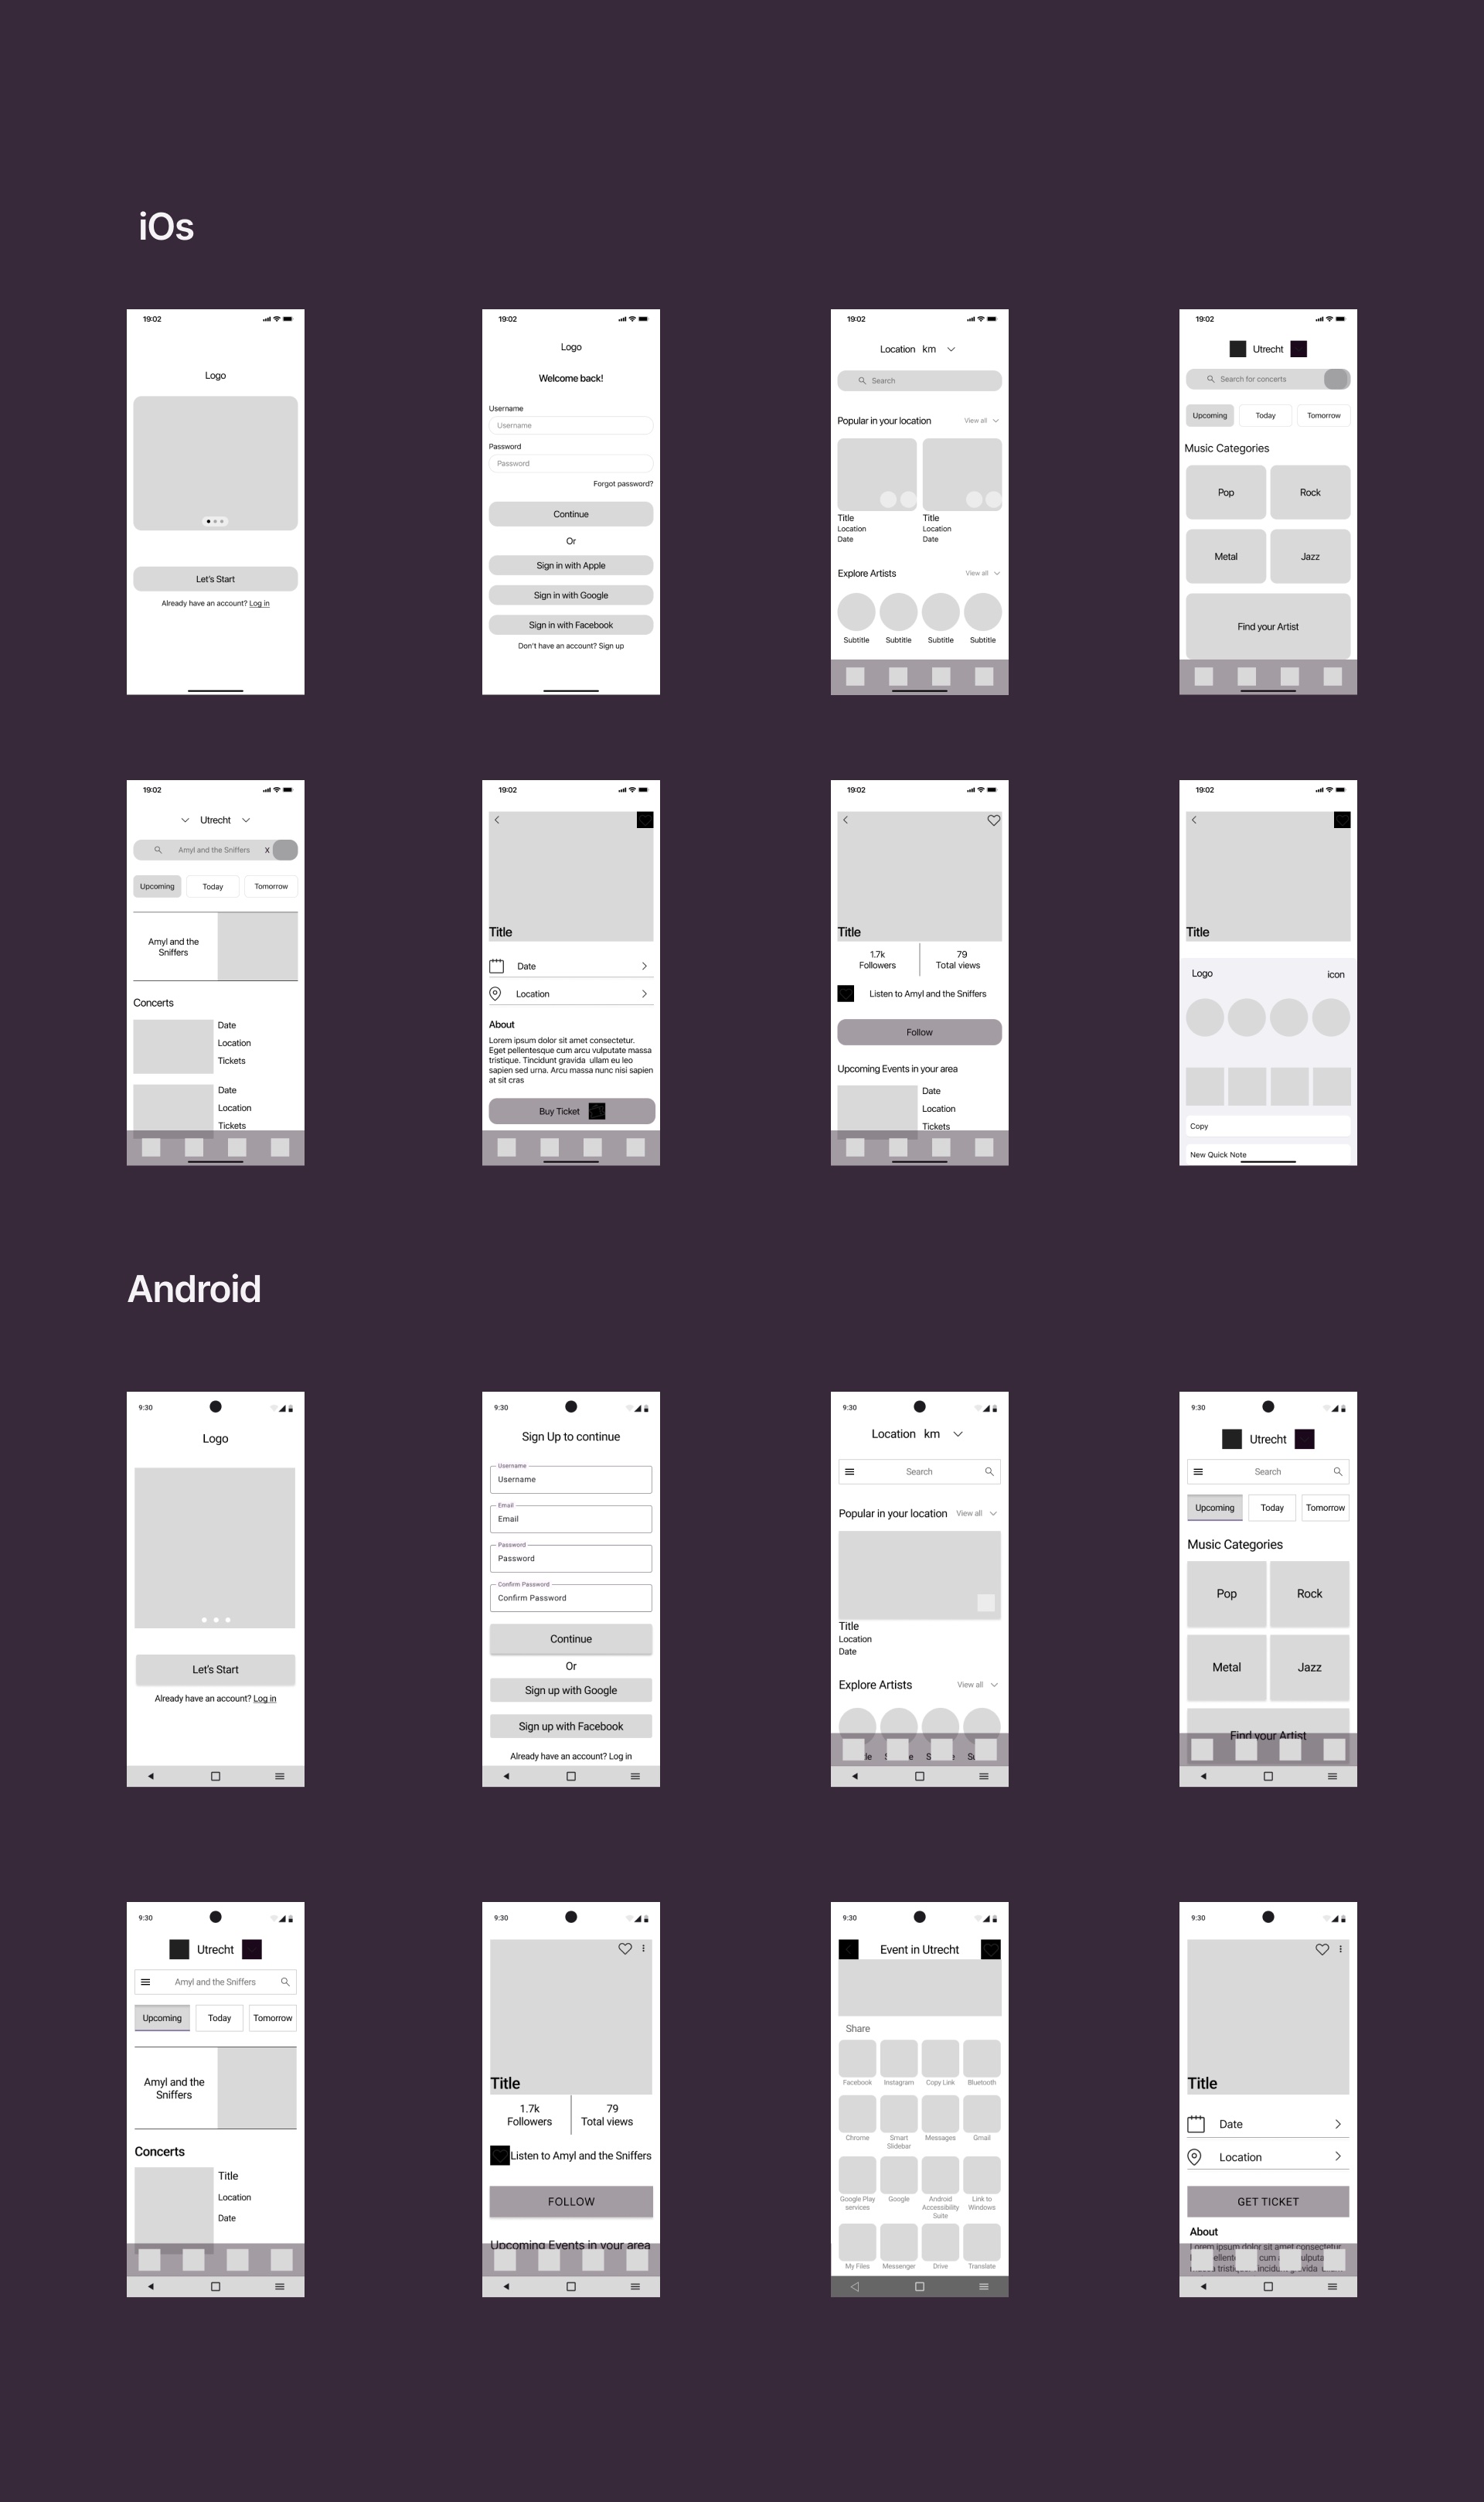 iOs
19:02
Logo
Let's Start
Already have an account? Log in
19:02
Logo
Welcome back!
Username
Username
Password
Password
Forgot password?
Continue
Or
Sign in with Apple
Sign in with Google
Sign in with Facebook
Don't have an account? Sign up
19:02
Location km
Search
Popular in your location View all
Title Title
Location Location
Date Date
Explore Artists View all
Subtitle Subtitle Subtitle Subtitle
19:02
Utrecht
Search for concerts
Upcoming Today Tomorrow
Music Categories
Pop Rock
Metal Jazz
Find your Artist
19:02
Utrecht
Amyl and the Sniffers X
Upcoming Today Tomorrow
Amyl and the
Sniffers
Concerts
Date
Location
Tickets
Date
Location
Tickets
19:02
Title
Date
Location
About
Lorem ipsum dolor sit amet consectetur.
Eget pellentesque cum arcu vulputate massa
tristique. Tincidunt gravida ullam eu leo
sapien sed urna. Arcu massa nunc nisi sapien
at sit cras
Buy Ticket
19:02
Title
1.7k 79
Followers Total views
Listen to Amyl and the Sniffers
Follow
Upcoming Events in your area
Date
Location
Tickets
19:02
Title
Logo icon
Copy
New Quick Note
Android
9:30
Logo
Let's Start
Already have an account? Log in
9:30
Sign Up to continue
Username
Username
Email
Email
Password
Password
Confirm Password
Confirm Password
Continue
Or
Sign up with Google
Sign up with Facebook
Already have an account? Log in
9:30
Location km
Search
Popular in your location View all
Title
Location
Date
Explore Artists View all
9:30
Utrecht
Search
Upcoming Today Tomorrow
Music Categories
Pop Rock
Metal Jazz
Find your Artist
9:30
Utrecht
Amyl and the Sniffers
Upcoming Today Tomorrow
Amyl and the
Sniffers
Concerts
Title
Location
Date
9:30
Title
1.7k 79
Followers Total views
Listen to Amyl and the Sniffers
FOLLOW
Upcoming Events in your area
9:30
Event in Utrecht
Share
Facebook Instagram Copy Link Bluetooth
Chrome Smart Slidebar Messages Gmail
Google Play services Google Android Accessibility Suite Link to Windows
My Files Messenger Drive Translate
9:30
Title
Date
Location
GET TICKET
About
Lorem ipsum dolor sit amet consectetur.